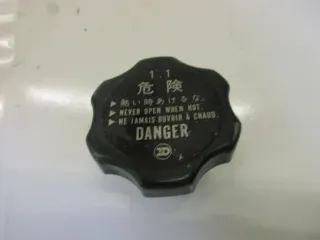 1.1
危険
▶熱い時あけるな。
▶NEVER OPEN WHEN HOT.
▶NE JAMAIS OUVRIR À CHAUD.
DANGER